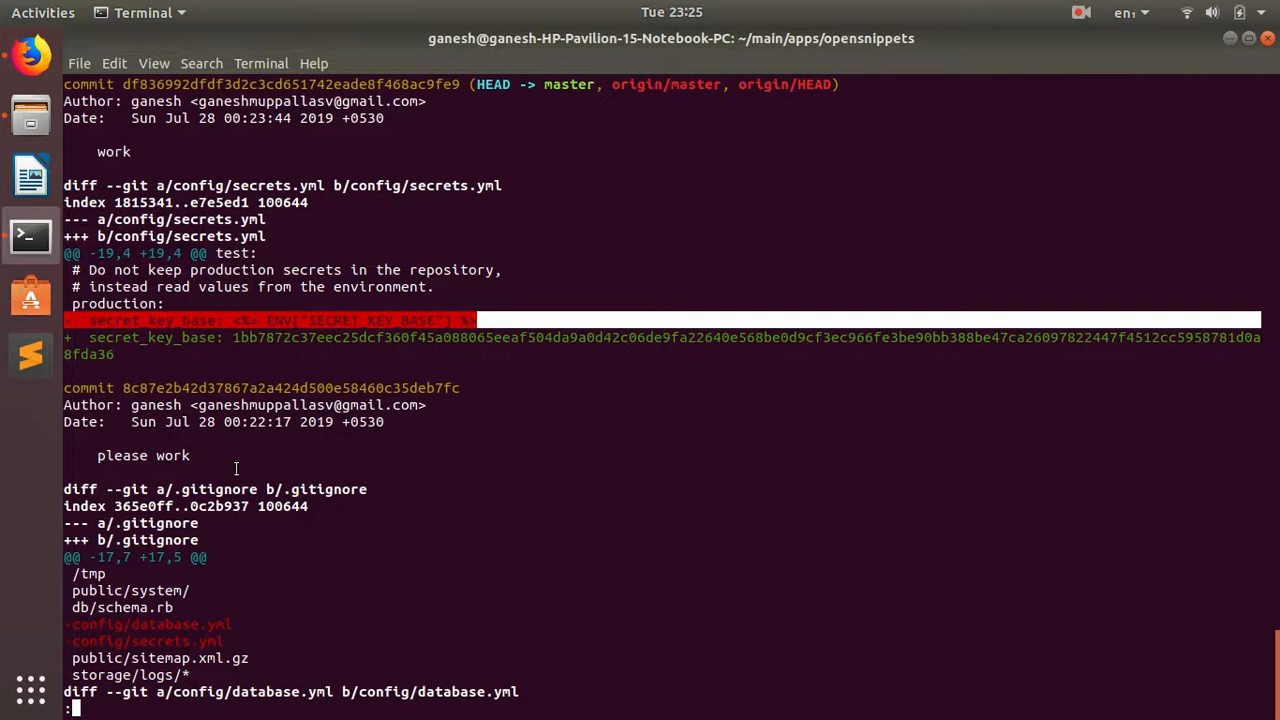 Activities
Terminal
Tue 23:25
en₁
ganesh@ganesh-HP-Pavilion-15-Notebook-PC: ~/main/apps/opensnippets
File Edit View Search Terminal Help
commit df836992dfdf3d2c3cd651742eade8f468ac9fe9 (HEAD -> master, origin/master, origin/HEAD)
Author: ganesh <ganeshmuppallasv@gmail.com>
Date:   Sun Jul 28 00:23:44 2019 +0530
    work
diff --git a/config/secrets.yml b/config/secrets.yml
index 1815341..e7e5ed1 100644
--- a/config/secrets.yml
+++ b/config/secrets.yml
@@ -19,4 +19,4 @@ test:
 # Do not keep production secrets in the repository,
 # instead read values from the environment.
 production:
-  secret_key_base: <%= ENV["SECRET_KEY_BASE"] %>
+  secret_key_base: 1bb7872c37eec25dcf360f45a088065eeaf504da9a0d42c06de9fa22640e568be0d9cf3ec966fe3be90bb388be47ca26097822447f4512cc5958781d0a
8fda36
commit 8c87e2b42d37867a2a424d500e58460c35deb7fc
Author: ganesh <ganeshmuppallasv@gmail.com>
Date:   Sun Jul 28 00:22:17 2019 +0530
    please work
diff --git a/.gitignore b/.gitignore
index 365e0ff..0c2b937 100644
--- a/.gitignore
+++ b/.gitignore
@@ -17,7 +17,5 @@
 /tmp
 public/system/
 db/schema.rb
-config/database.yml
-config/secrets.yml
 public/sitemap.xml.gz
 storage/logs/*
diff --git a/config/database.yml b/config/database.yml
: